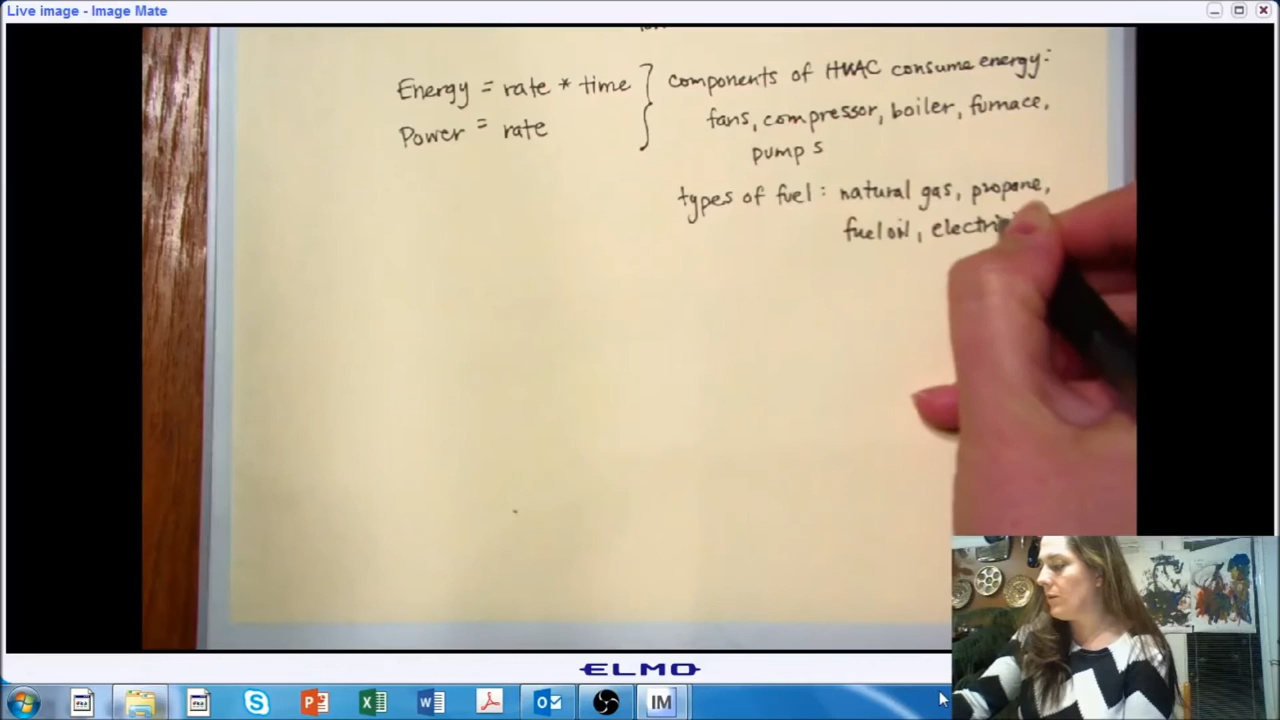 Live image - Image Mate
Energy = rate * time
Power = rate
components of HVAC consume energy:
fans, compressor, boiler, furnace,
pumps
types of fuel: natural gas, propane,
fuel oil,
ELMO
IM